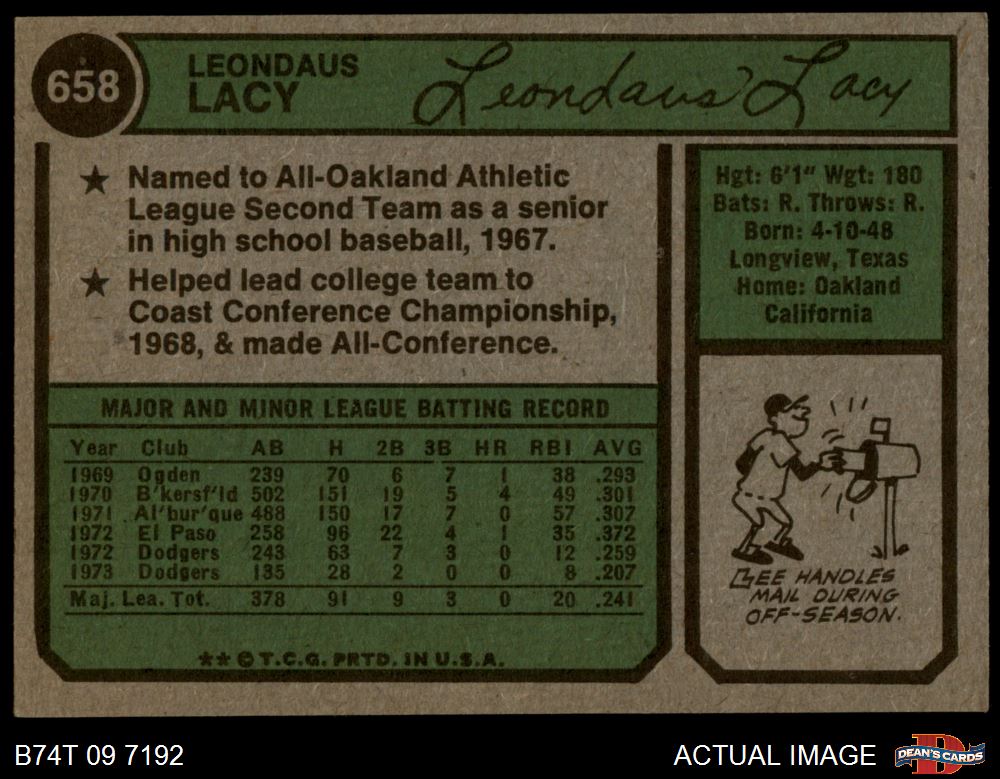 658
LEONDAUS
LACY
Leondaus Lacy
★ Named to All-Oakland Athletic
League Second Team as a senior
in high school baseball, 1967.
★ Helped lead college team to
Coast Conference Championship,
1968, & made All-Conference.
Hgt: 6'1" Wgt: 180
Bats: R. Throws: R.
Born: 4-10-48
Longview, Texas
Home: Oakland
California
MAJOR AND MINOR LEAGUE BATTING RECORD
Year Club AB H 2B 3B HR RBI AVG
1969 Ogden 239 70 6 7 1 38 .293
1970 B'kersf'ld 502 151 19 5 4 49 .301
1971 Al'bur'que 488 150 17 7 0 57 .307
1972 El Paso 258 96 22 4 1 35 .372
1972 Dodgers 243 63 7 3 0 12 .259
1973 Dodgers 135 28 2 0 0 8 .207
Maj. Lea. Tot. 378 91 9 3 0 20 .241
★★ © T.C.G. PRTD. IN U.S.A.
LEE HANDLES
MAIL DURING
OFF-SEASON.
B74T 09 7192
ACTUAL IMAGE
D
DEAN'S CARDS